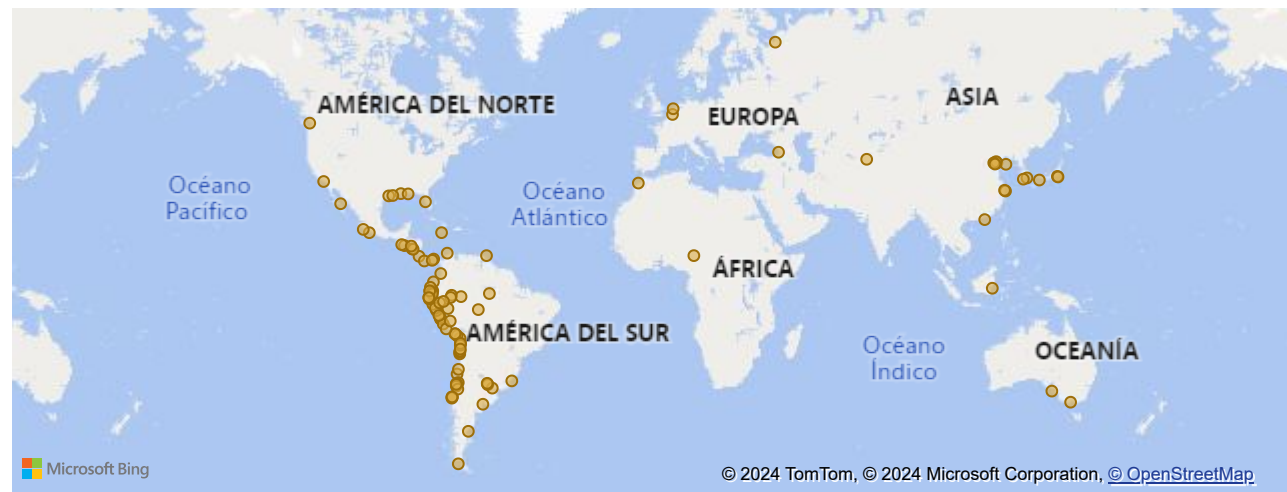 AMÉRICA DEL NORTE
EUROPA
ASIA
Océano
Pacífico
Océano
Atlántico
ÁFRICA
AMÉRICA DEL SUR
Océano
Índico
OCEANÍA
Microsoft Bing
© 2024 TomTom, © 2024 Microsoft Corporation, © OpenStreetMap